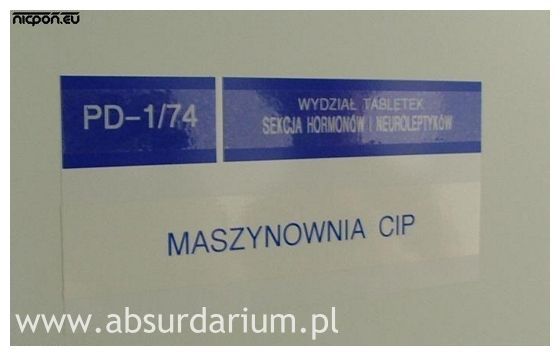 nicpon.eu
PD-1/74
WYDZIAŁ TABLETEK
SEKCJA HORMONÓW I NEUROLEPTYKÓW
MASZYNOWNIA CIP
www.absurdarium.pl